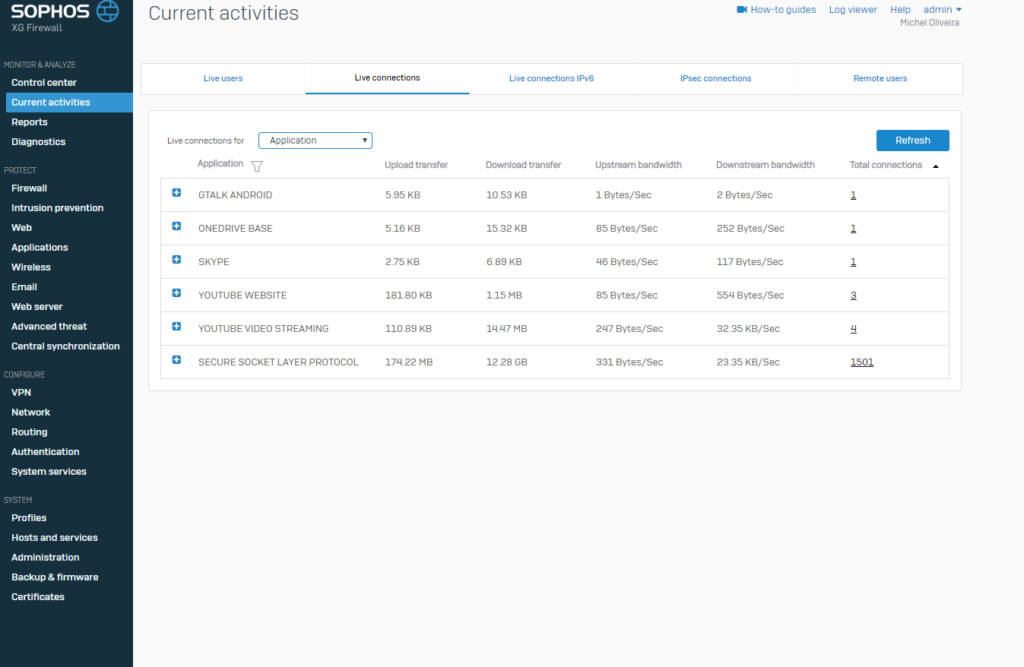 SOPHOS
XG Firewall
MONITOR & ANALYZE
Control center
Current activities
Reports
Diagnostics
PROTECT
Firewall
Intrusion prevention
Web
Applications
Wireless
Email
Web server
Advanced threat
Central synchronization
CONFIGURE
VPN
Network
Routing
Authentication
System services
SYSTEM
Profiles
Hosts and services
Administration
Backup & firmware
Certificates
Current activities
How-to guides Log viewer Help admin
Michel Oliveira
Live users Live connections Live connections IPv6 IPsec connections Remote users
Live connections for Application Refresh
Application Upload transfer Download transfer Upstream bandwidth Downstream bandwidth Total connections
GTALK ANDROID 5.95 KB 10.53 KB 1 Bytes/Sec 2 Bytes/Sec 1
ONEDRIVE BASE 5.16 KB 15.32 KB 85 Bytes/Sec 252 Bytes/Sec 1
SKYPE 2.75 KB 6.89 KB 46 Bytes/Sec 117 Bytes/Sec 1
YOUTUBE WEBSITE 181.80 KB 1.15 MB 85 Bytes/Sec 554 Bytes/Sec 3
YOUTUBE VIDEO STREAMING 110.89 KB 14.47 MB 247 Bytes/Sec 32.35 KB/Sec 4
SECURE SOCKET LAYER PROTOCOL 174.22 MB 12.28 GB 331 Bytes/Sec 23.35 KB/Sec 1501